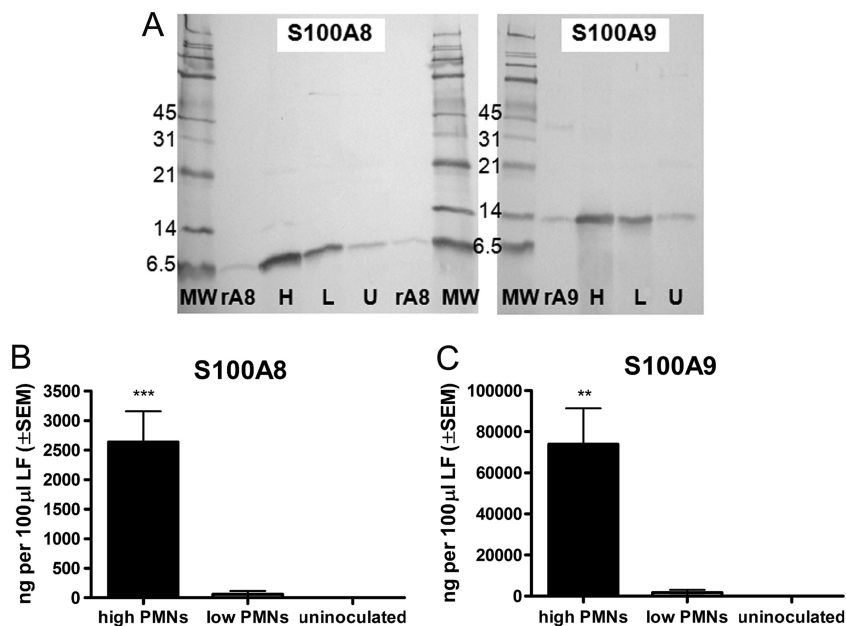 A
S100A8
S100A9
45
31
21
14
6.5
MW rA8 H L U rA8 MW
45
31
21
14
6.5
MW rA9 H L U
B
S100A8
ng per 100µl LF (±SEM)
3500
3000
2500
2000
1500
1000
500
0
***
high PMNs low PMNs uninoculated
C
S100A9
ng per 100µl LF (±SEM)
100000
80000
60000
40000
20000
0
**
high PMNs low PMNs uninoculated